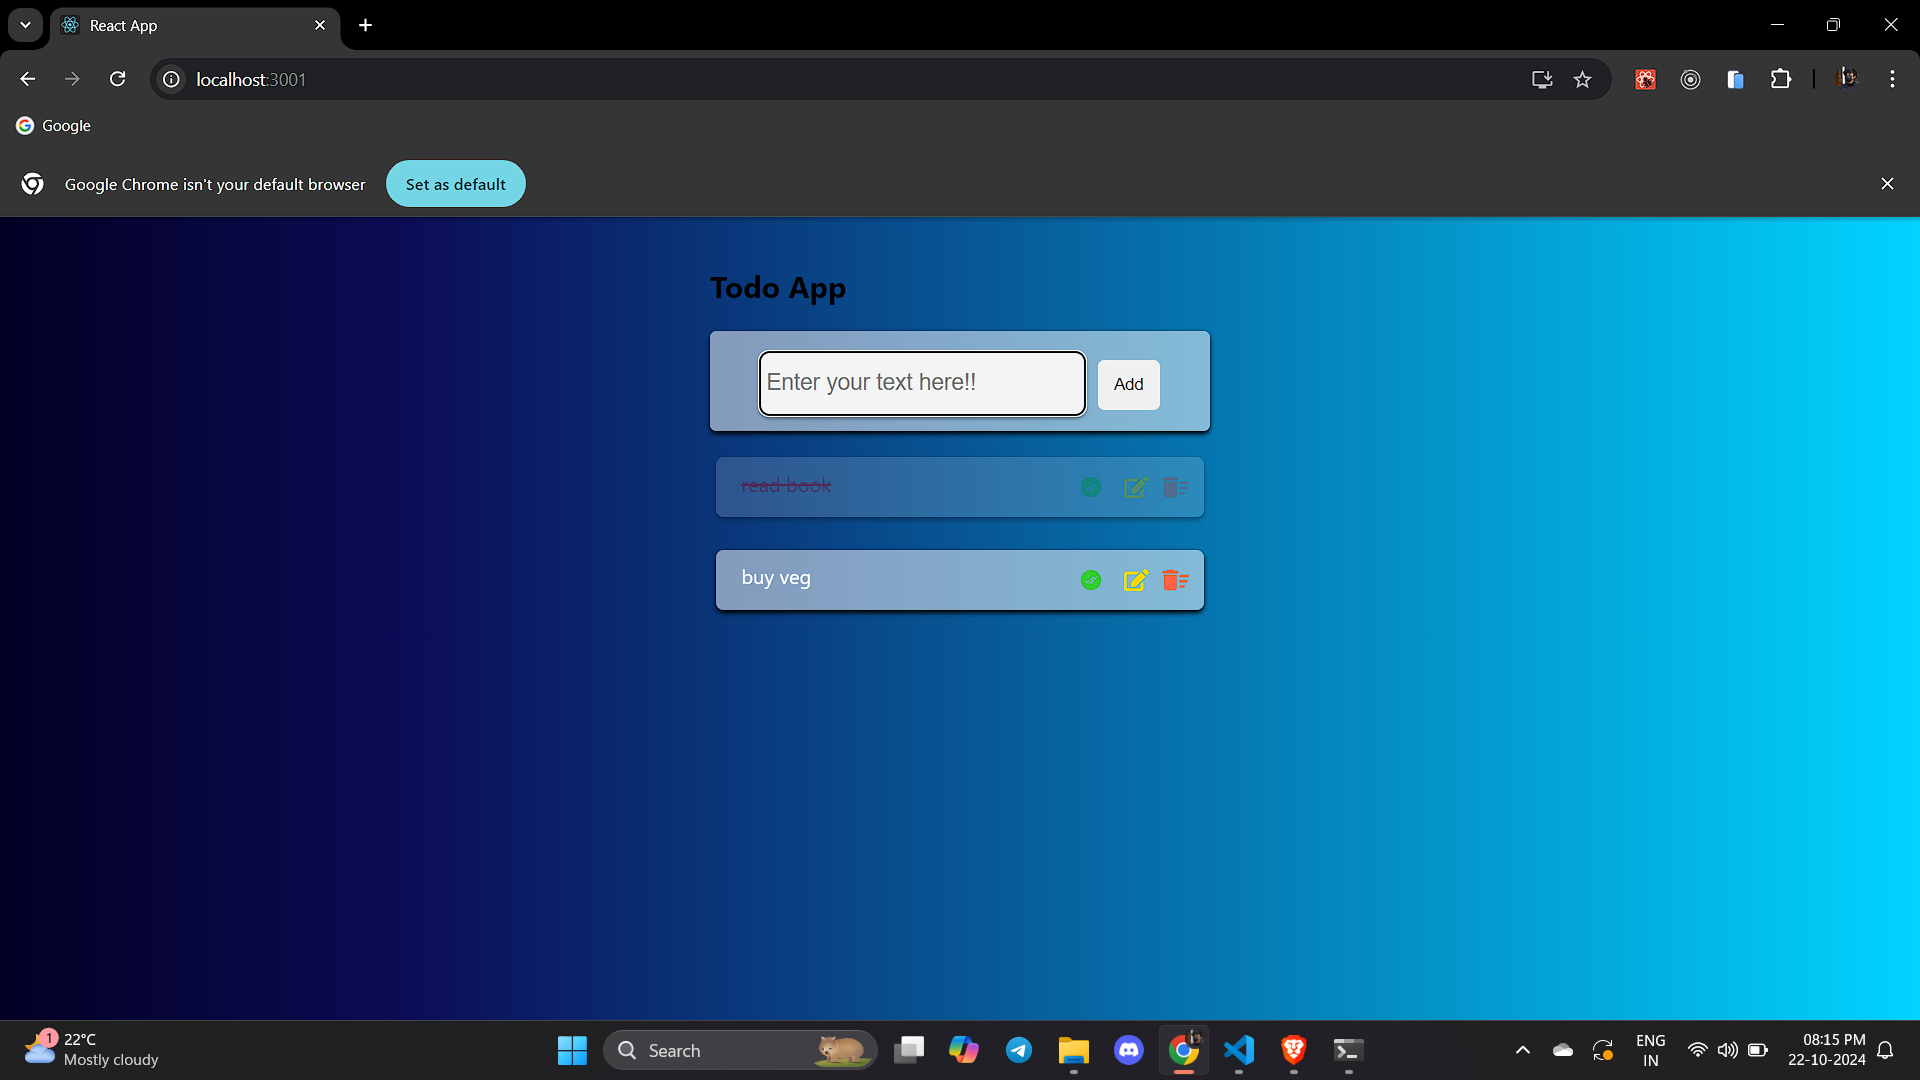 React App
localhost:3001
Google
Google Chrome isn't your default browser
Set as default
Todo App
Enter your text here!!
Add
read book
buy veg
1
22°C
Mostly cloudy
Search
ENG
IN
08:15 PM
22-10-2024